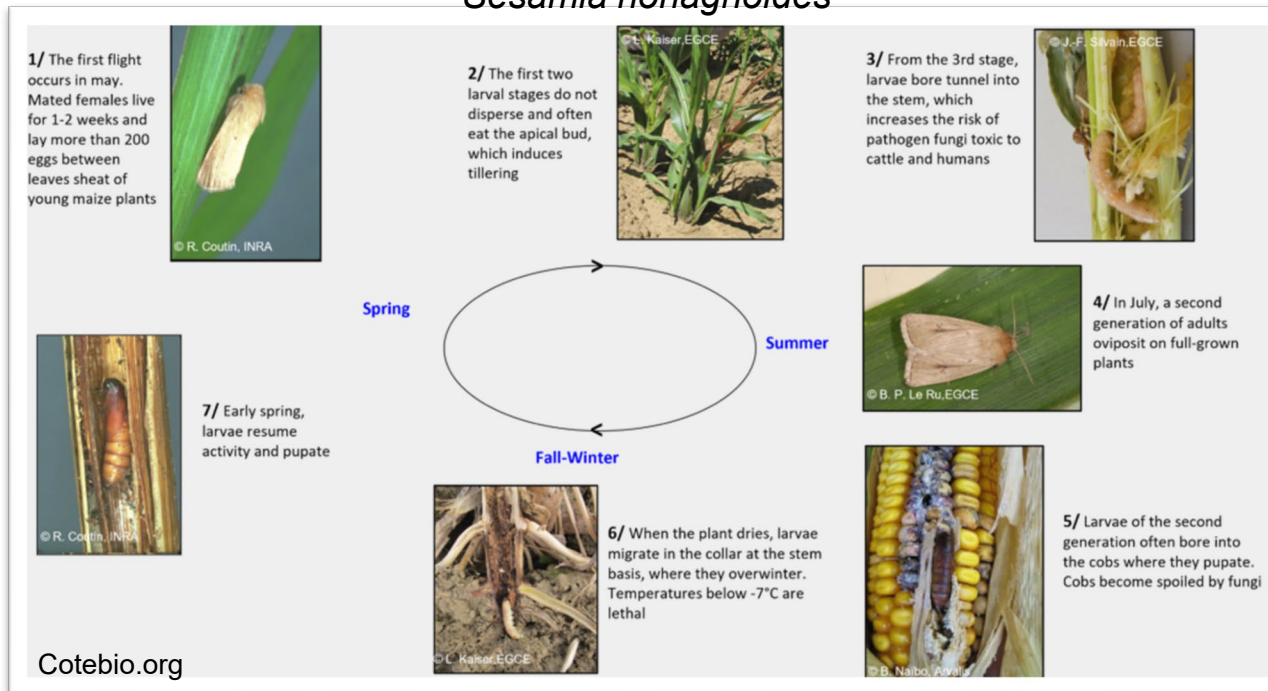 Sesamia nonagrioides
1/ The first flight
occurs in may.
Mated females live
for 1-2 weeks and
lay more than 200
eggs between
leaves sheat of
young maize plants
© R. Coutin, INRA
2/ The first two
larval stages do not
disperse and often
eat the apical bud,
which induces
tillering
© L. Kaiser,EGCE
3/ From the 3rd stage,
larvae bore tunnel into
the stem, which
increases the risk of
pathogen fungi toxic to
cattle and humans
© J.-F. Silvain,EGCE
Spring
Summer
Fall-Winter
4/ In July, a second
generation of adults
oviposit on full-grown
plants
© B. P. Le Ru,EGCE
5/ Larvae of the second
generation often bore into
the cobs where they pupate.
Cobs become spoiled by fungi
© B. Naïbo, Arvalis
6/ When the plant dries, larvae
migrate in the collar at the stem
basis, where they overwinter.
Temperatures below -7°C are
lethal
© L. Kaiser,EGCE
7/ Early spring,
larvae resume
activity and pupate
© R. Coutin, INRA
Cotebio.org